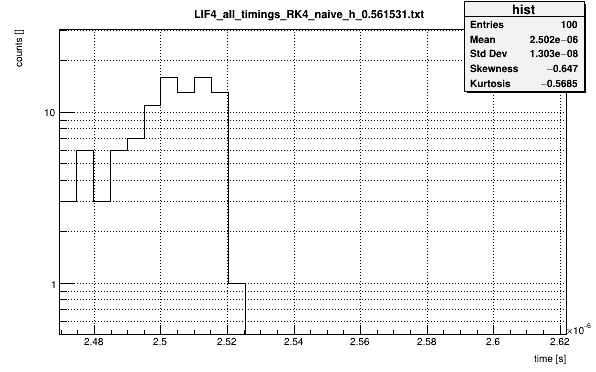 LIF4_all_timings_RK4_naive_h_0.561531.txt
hist
Entries 100
Mean 2.502e−06
Std Dev 1.303e−08
Skewness −0.647
Kurtosis −0.5685
counts []
10
1
2.48 2.5 2.52 2.54 2.56 2.58 2.6 2.62
×10⁻⁶
time [s]